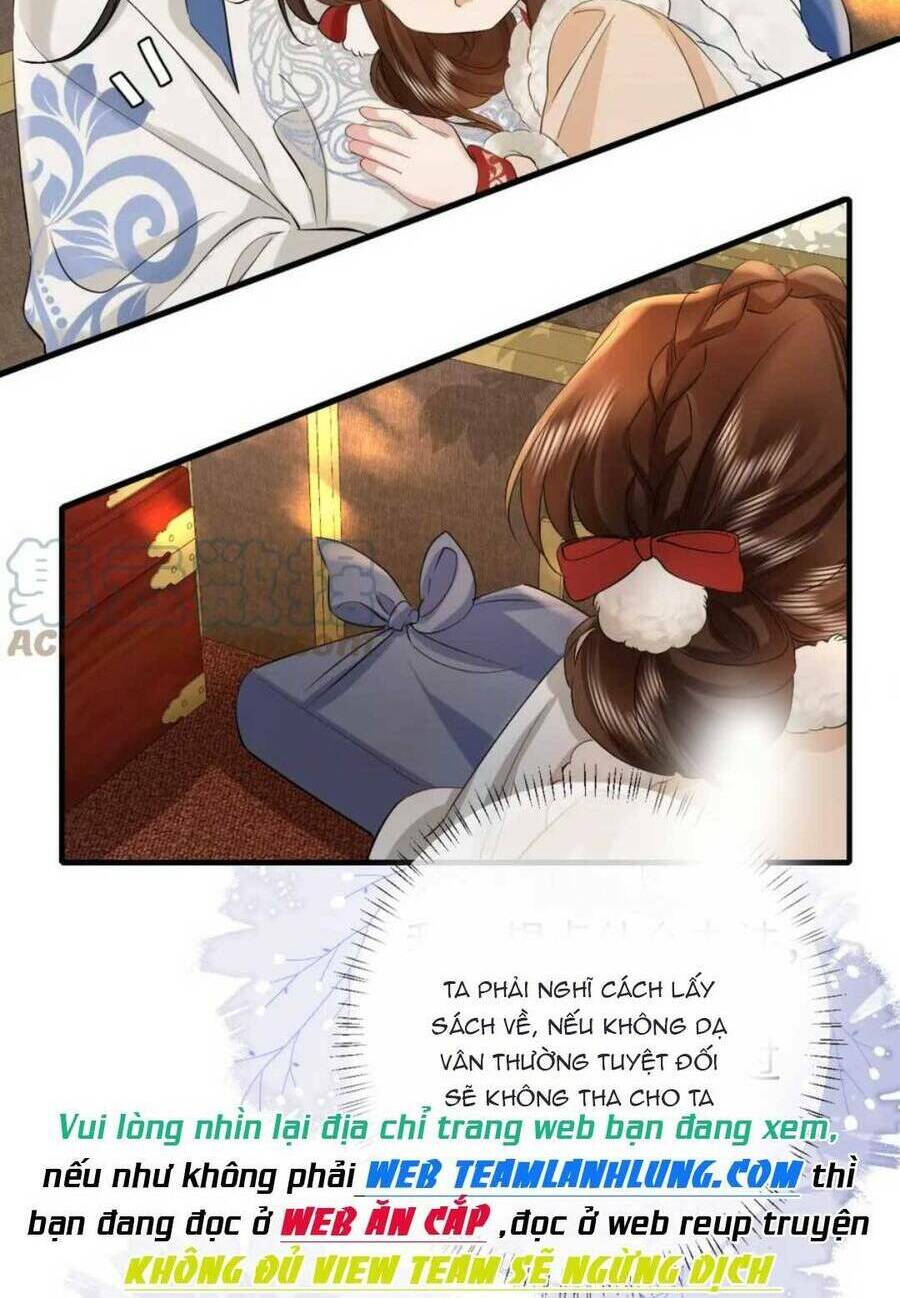 TA PHẢI NGHĨ CÁCH LẤY
SÁCH VỀ, NẾU KHÔNG DẠ
VÂN THƯỜNG TUYỆT ĐỐI
SẼ KHÔNG THA CHO TA
Vui lòng nhìn lại địa chỉ trang web bạn đang xem,
nếu như không phải WEB TEAMLANHLUNG.COM thì
bạn đang đọc ở WEB ĂN CẮP ,đọc ở web reup truyện
KHÔNG ĐỦ VIEW TEAM SẼ NGỪNG DỊCH